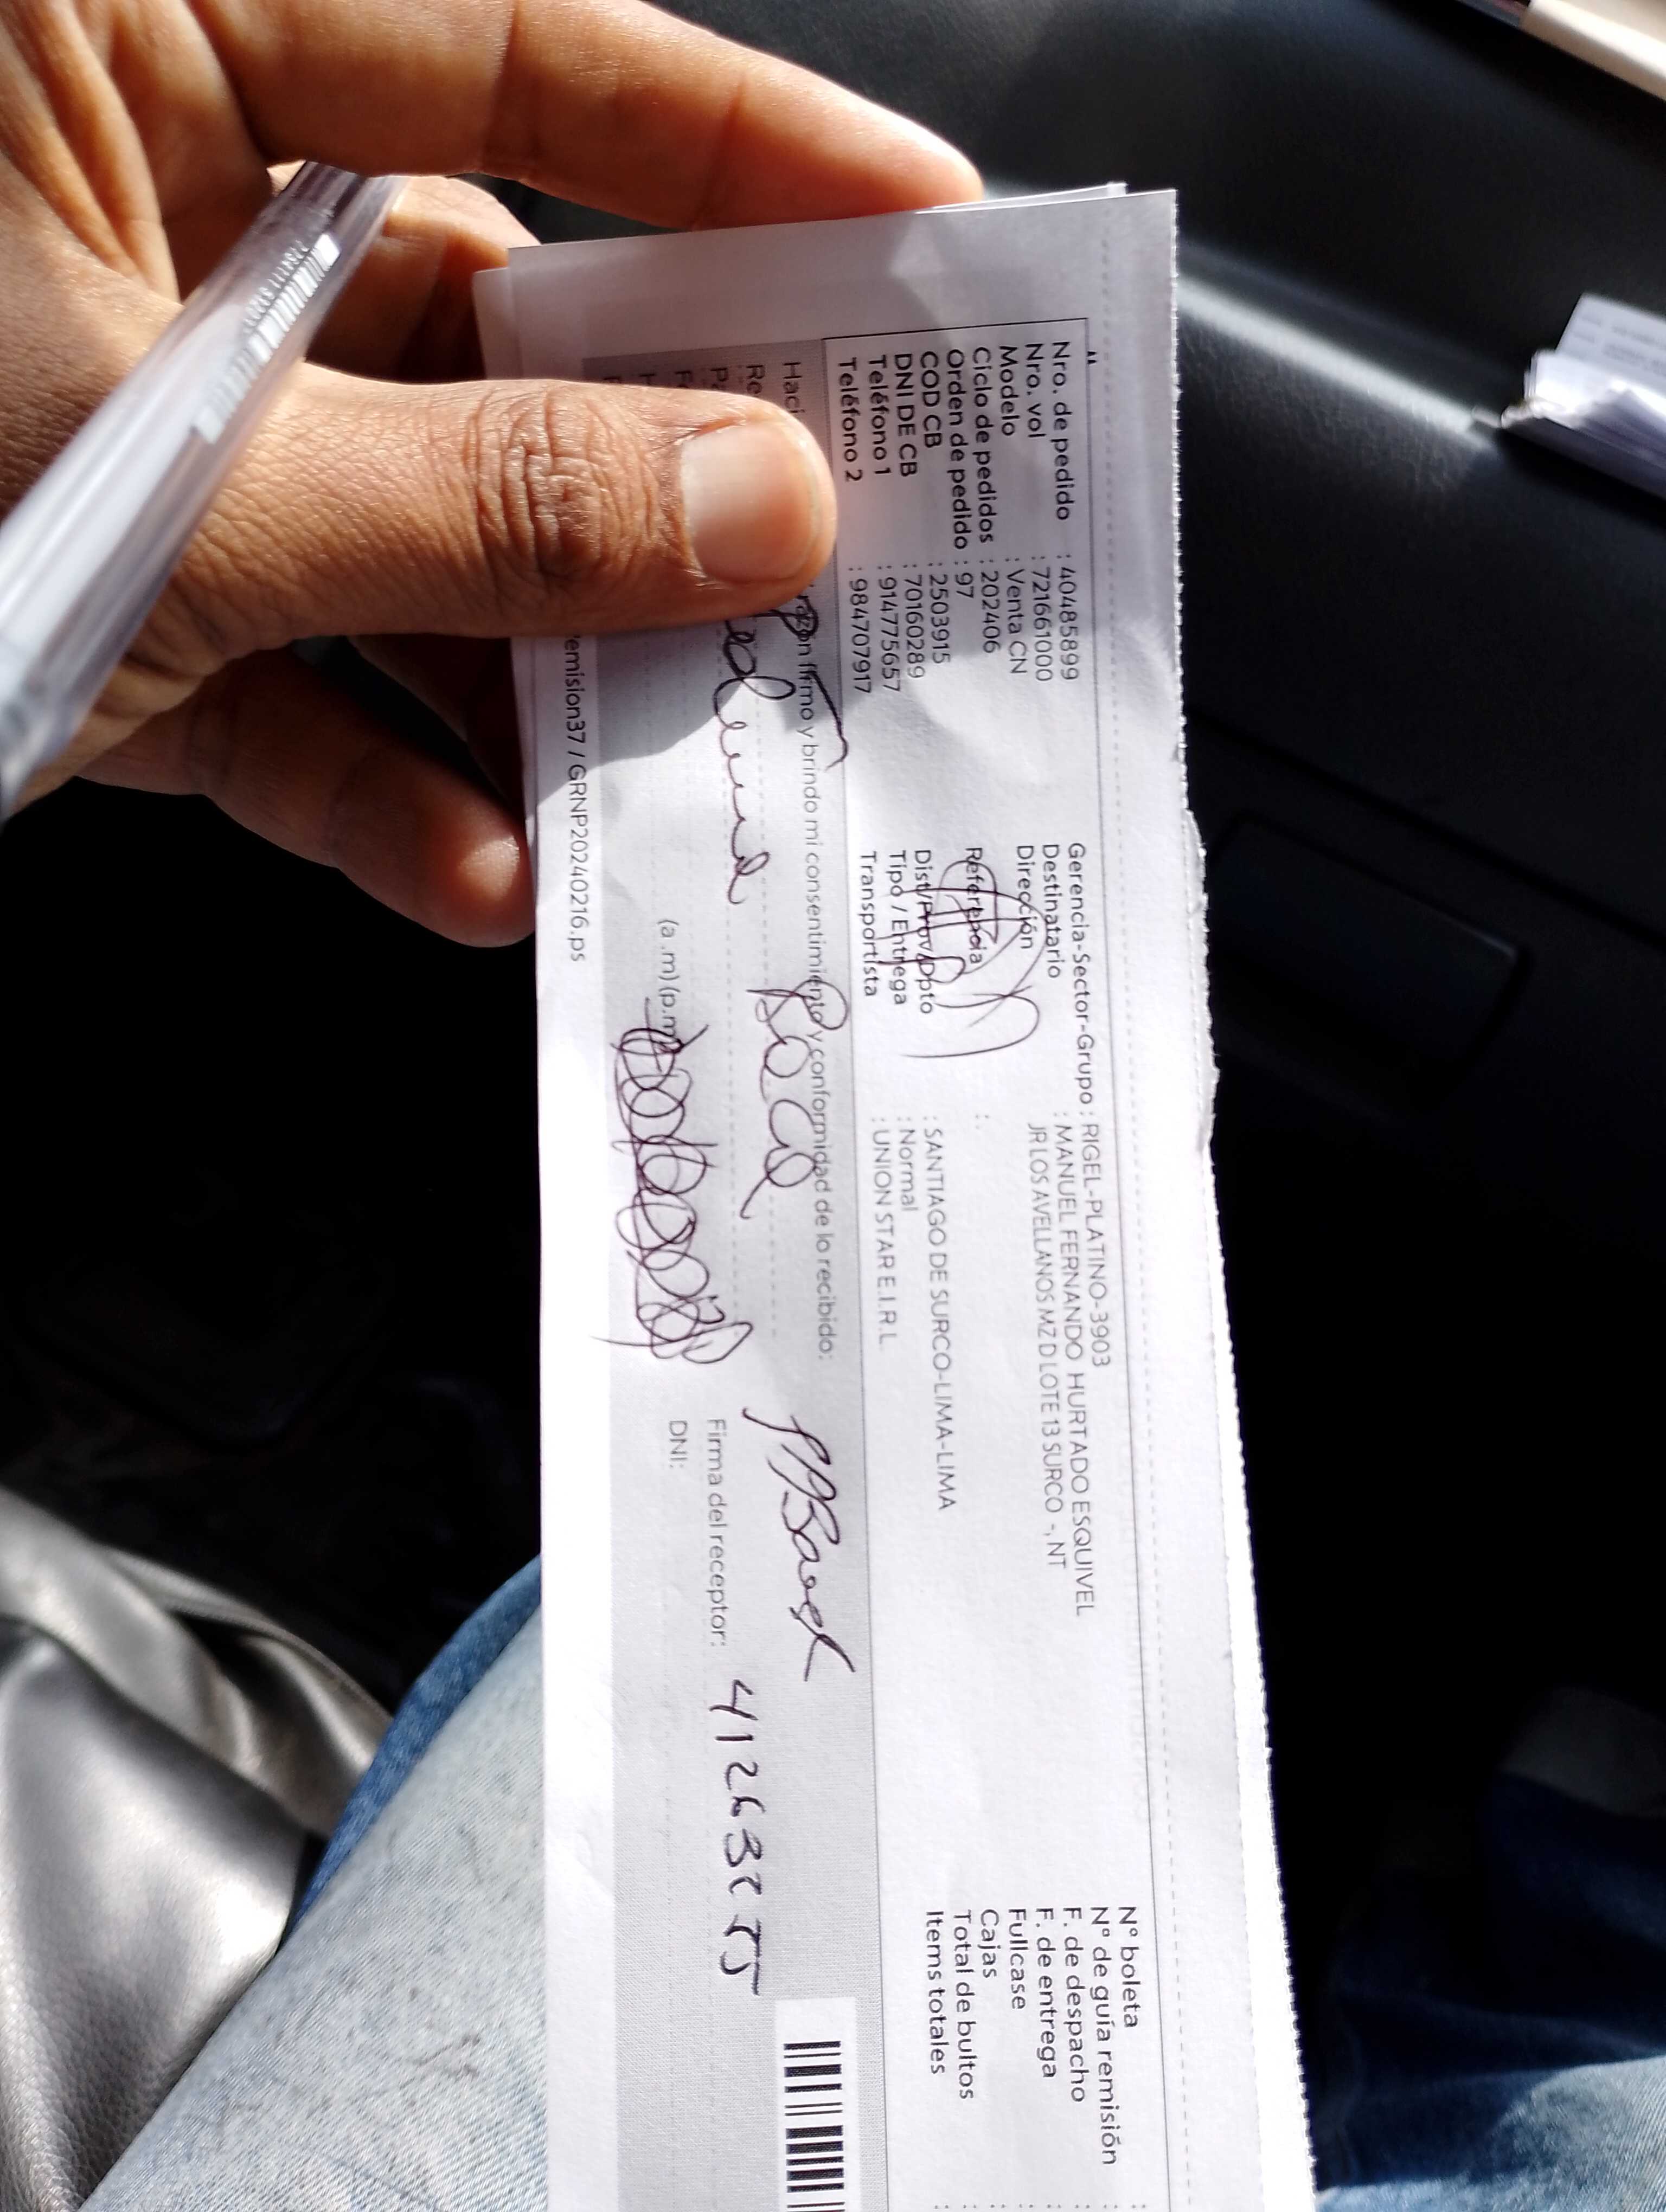 Nro. de pedido : 40485899
Nro. vol : 721661000
Modelo : Venta CN
Ciclo de pedidos : 202406
Orden de pedido : 97
COD CB : 2503915
DNI DE CB : 70160289
Teléfono 1 : 914775657
Teléfono 2 : 984707917
Gerencia-Sector-Grupo : RIGEL-PLATINO-3903
Destinatario : MANUEL FERNANDO HURTADO ESQUIVEL
Dirección JR LOS AVELLANOS MZ D LOTE 13 SURCO -, NT
Referencia :.
Dist/Prov/Dpto : SANTIAGO DE SURCO-LIMA-LIMA
Tipo / Entrega : Normal
Transportista : UNION STAR E.I.R.L
N° boleta :
N° de guía remisión :
F. de despacho :
F. de entrega :
Fullcase :
Cajas :
Total de bultos :
Items totales :
firmo y brindo mi consentimiento y conformidad de lo recibido:
Firma del receptor:
(a.m) (p.m
DNI:
emision37 / GRNP20240216.ps